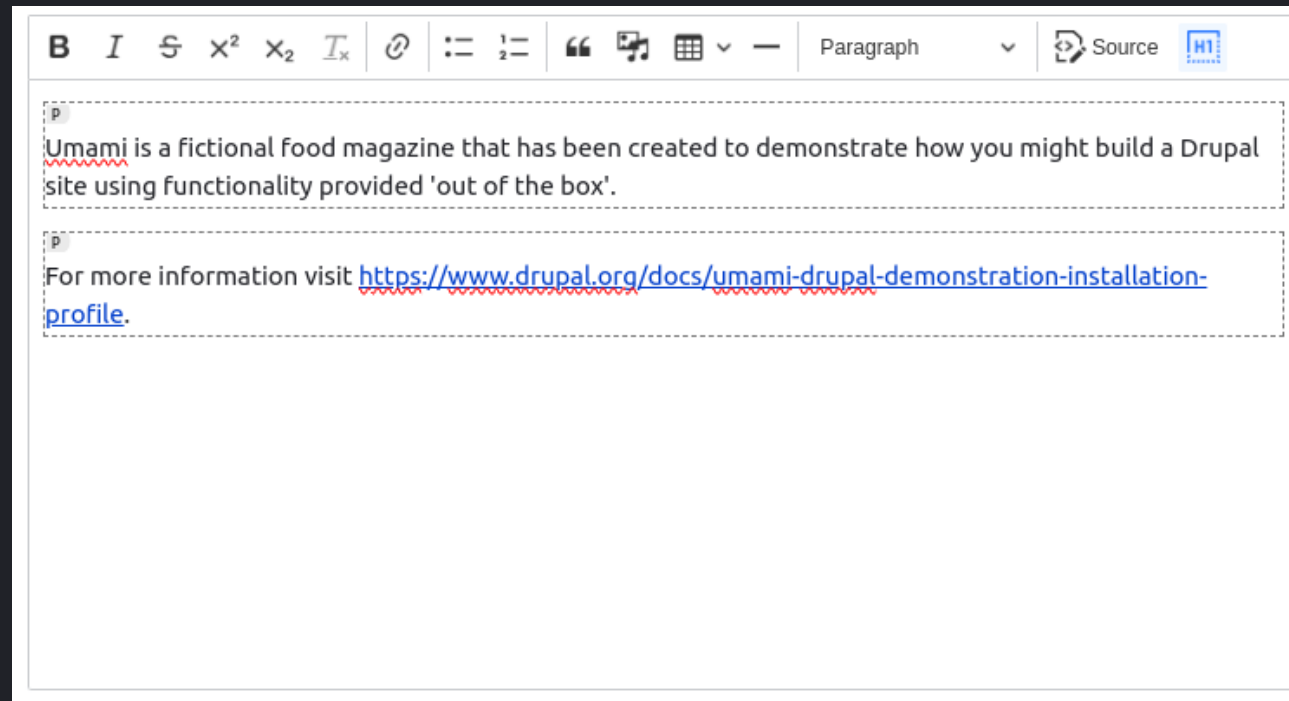 B I S x² x₂ Tx Paragraph Source H1
P
Umami is a fictional food magazine that has been created to demonstrate how you might build a Drupal
site using functionality provided 'out of the box'.
P
For more information visit https://www.drupal.org/docs/umami-drupal-demonstration-installation-
profile.